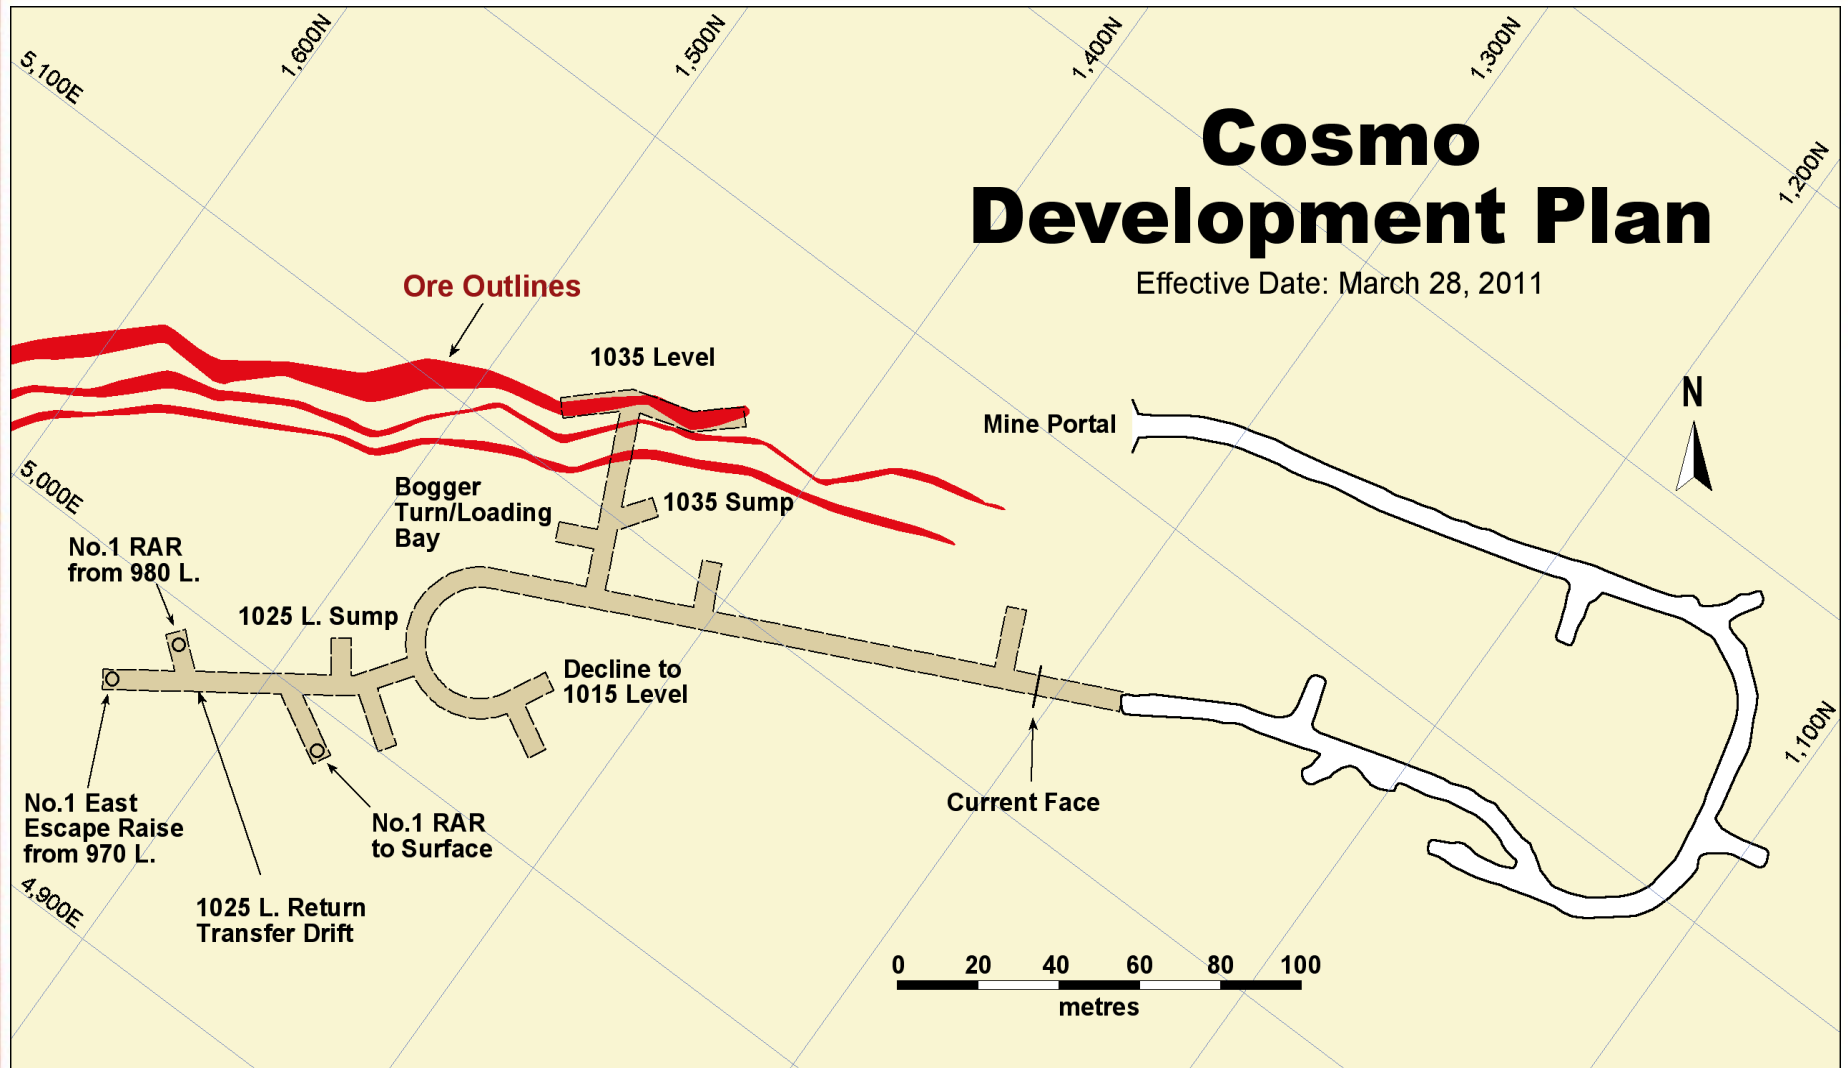 1,600N
1,500N
1,400N
1,300N
5,100E
Cosmo
Development Plan
Effective Date: March 28, 2011
1,200N
Ore Outlines
1035 Level
N
Mine Portal
5,000E
Bogger
Turn/Loading
Bay
1035 Sump
No.1 RAR
from 980 L.
1025 L. Sump
Decline to
1015 Level
1,100N
Current Face
No.1 East
Escape Raise
from 970 L.
No.1 RAR
to Surface
4,900E
1025 L. Return
Transfer Drift
0 20 40 60 80 100
metres